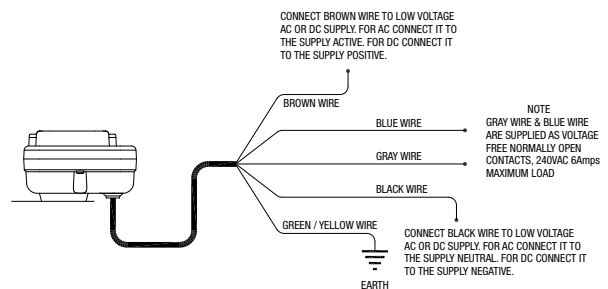 CONNECT BROWN WIRE TO LOW VOLTAGE
AC OR DC SUPPLY. FOR AC CONNECT IT TO
THE SUPPLY ACTIVE. FOR DC CONNECT IT
TO THE SUPPLY POSITIVE.
BROWN WIRE
BLUE WIRE
GRAY WIRE
NOTE
GRAY WIRE & BLUE WIRE
ARE SUPPLIED AS VOLTAGE
FREE NORMALLY OPEN
CONTACTS, 240VAC 6Amps
MAXIMUM LOAD
BLACK WIRE
GREEN / YELLOW WIRE
CONNECT BLACK WIRE TO LOW VOLTAGE
AC OR DC SUPPLY. FOR AC CONNECT IT TO
THE SUPPLY NEUTRAL. FOR DC CONNECT IT
TO THE SUPPLY NEGATIVE.
EARTH